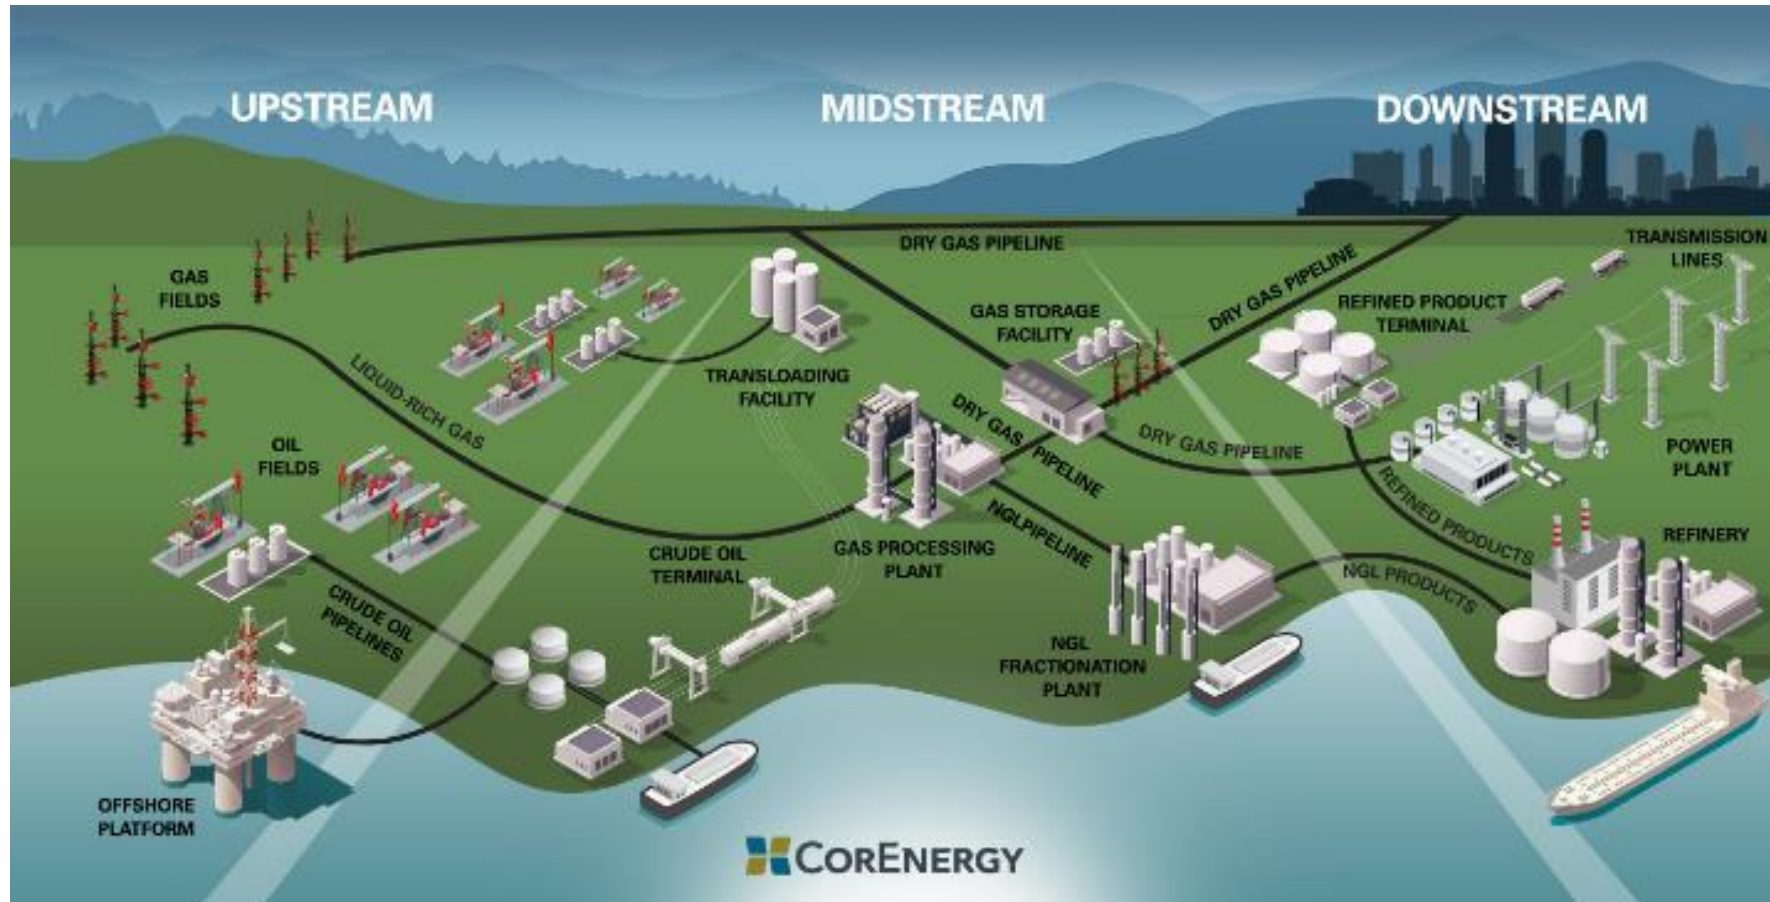 UPSTREAM
MIDSTREAM
DOWNSTREAM
DRY GAS PIPELINE
TRANSMISSION
LINES
GAS
FIELDS
DRY GAS PIPELINE
GAS STORAGE
FACILITY
REFINED PRODUCT
TERMINAL
LIQUID-RICH GAS
TRANSLOADING
FACILITY
DRY GAS
PIPELINE
DRY GAS PIPELINE
POWER
PLANT
OIL
FIELDS
REFINED PRODUCTS
NGLPIPELINE
REFINERY
CRUDE OIL
TERMINAL
GAS PROCESSING
PLANT
NGL PRODUCTS
CRUDE OIL
PIPELINES
NGL
FRACTIONATION
PLANT
OFFSHORE
PLATFORM
CORENERGY